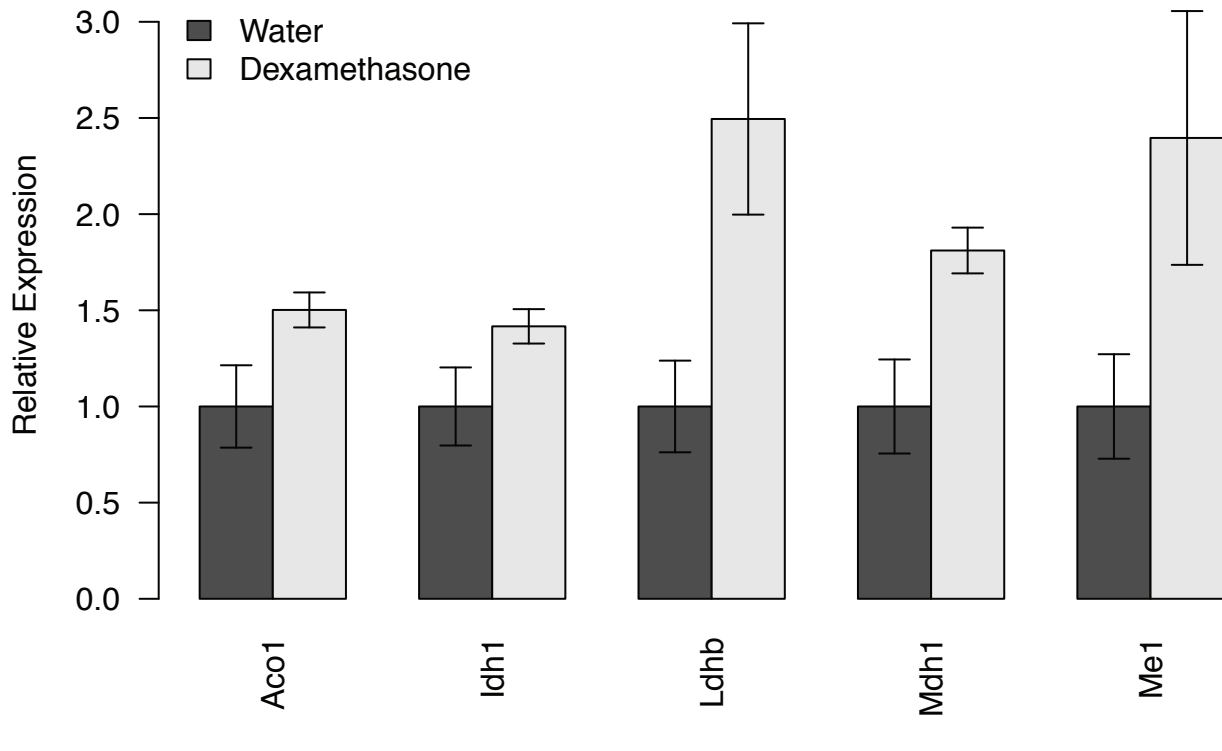 3.0
2.5
2.0
1.5
1.0
0.5
0.0
Relative Expression
Water
Dexamethasone
Aco1
Idh1
Ldhb
Mdh1
Me1